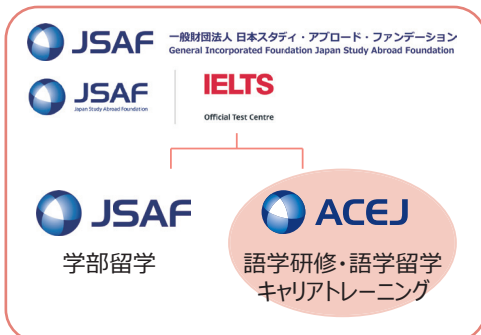 JSAF 一般財団法人 日本スタディ・アブロード・ファンデーション
General Incorporated Foundation Japan Study Abroad Foundation
JSAF IELTS
Japan Study Abroad Foundation
Official Test Centre
JSAF
学部留学
ACEJ
語学研修・語学留学
キャリアトレーニング